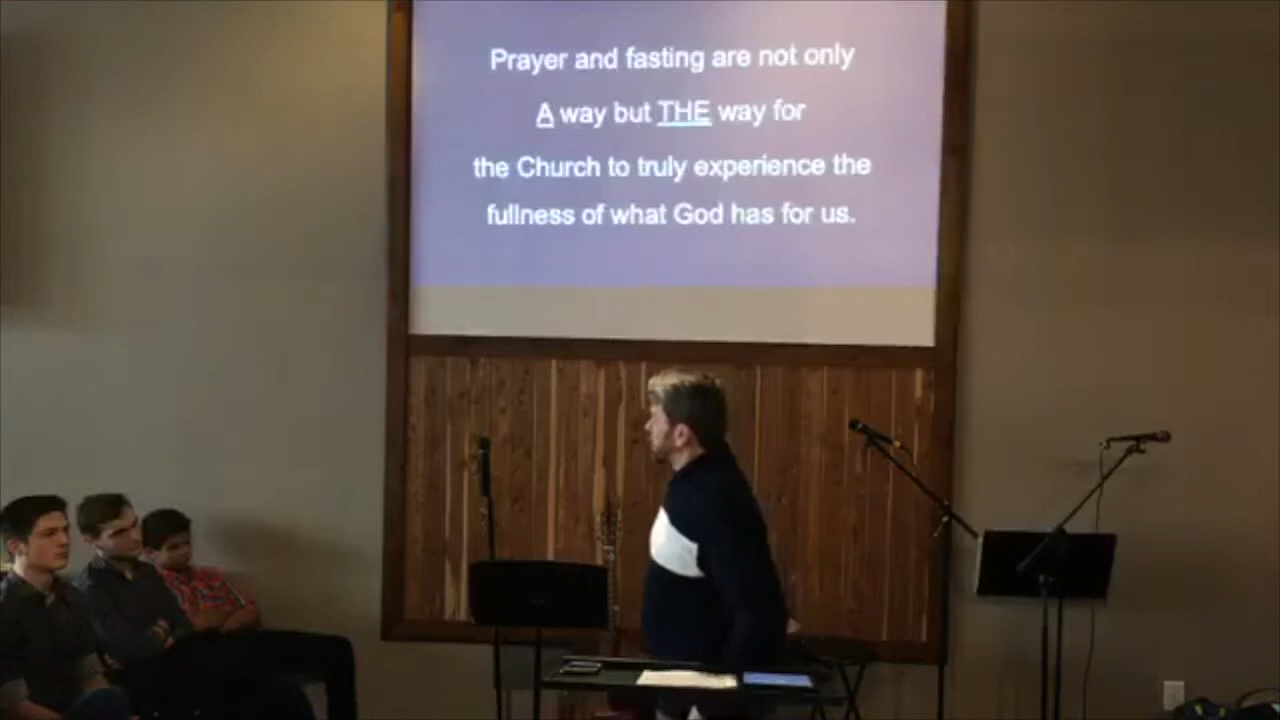 Prayer and fasting are not only
A way but THE way for
the Church to truly experience the
fullness of what God has for us.